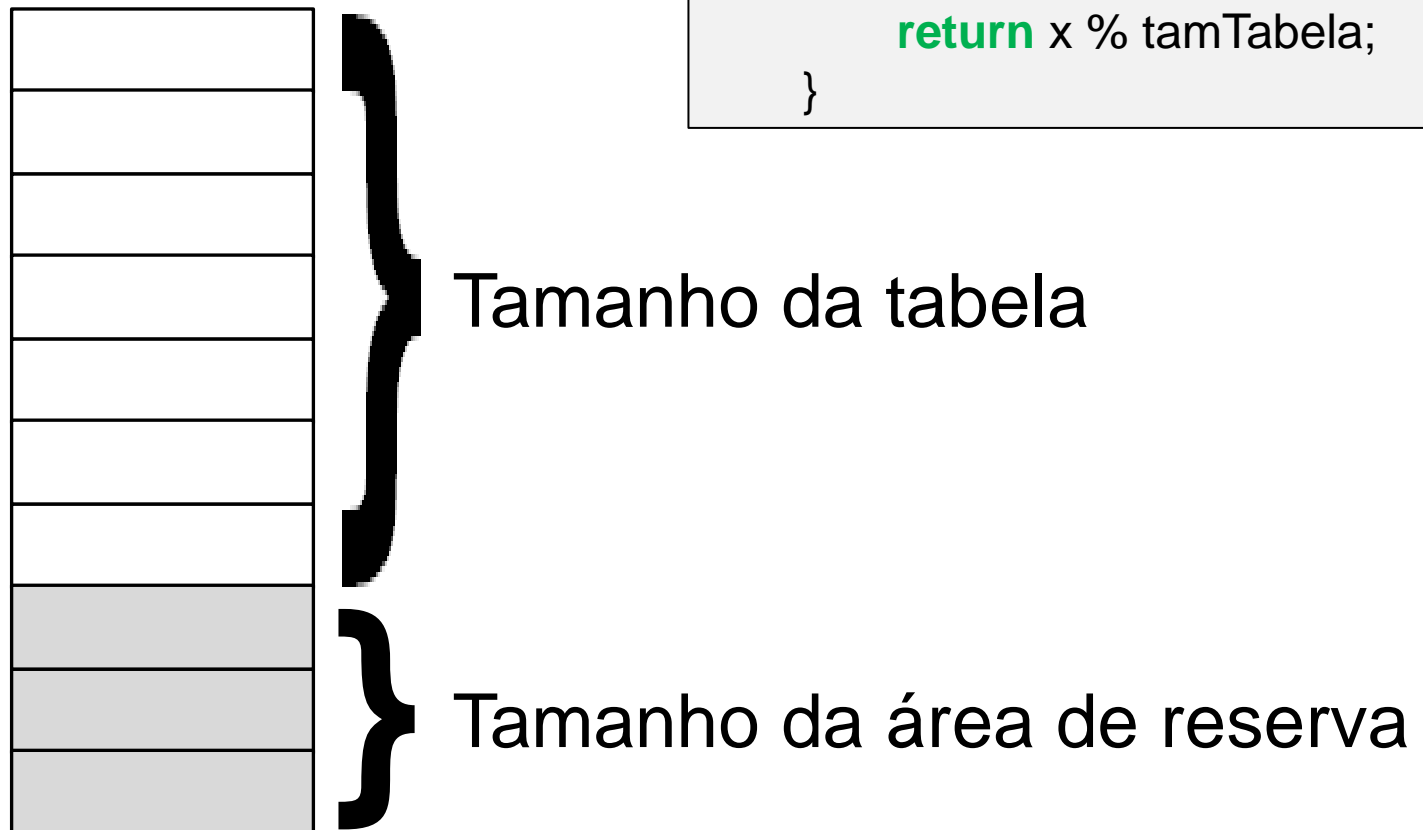 return x % tamTabela;
}
Tamanho da tabela
Tamanho da área de reserva